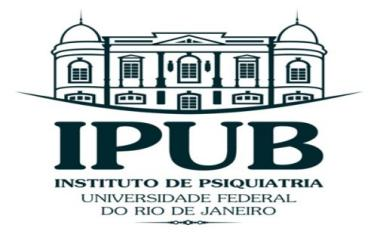 IPUB
INSTITUTO DE PSIQUIATRIA
UNIVERSIDADE FEDERAL
DO RIO DE JANEIRO